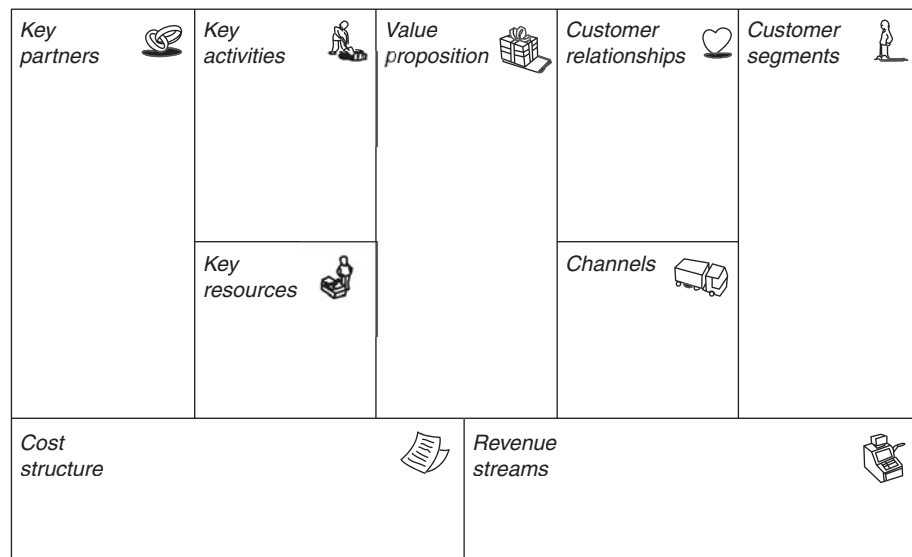 Key
partners
Key
activities
Value
proposition
Customer
relationships
Customer
segments
Key
resources
Channels
Cost
structure
Revenue
streams